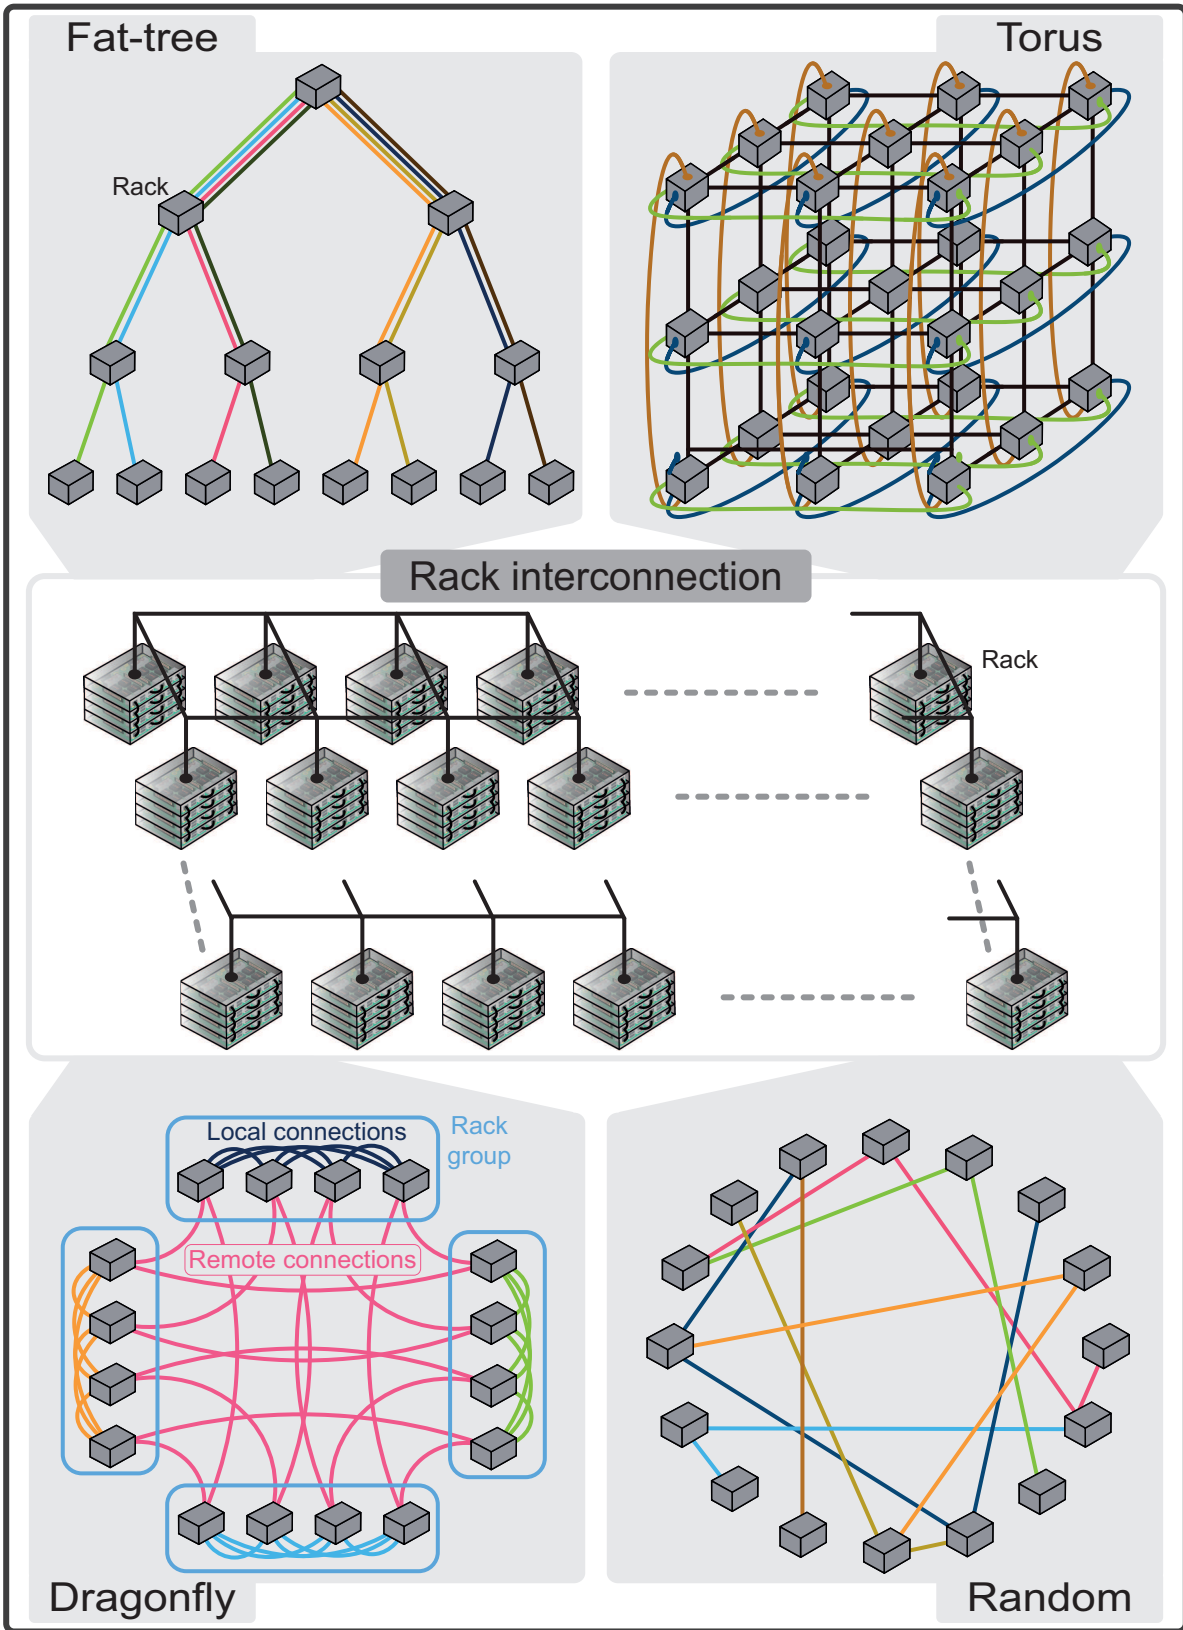 Fat-tree
Torus
Rack
Rack interconnection
Rack
Local connections
Rack
group
Remote connections
Dragonfly
Random